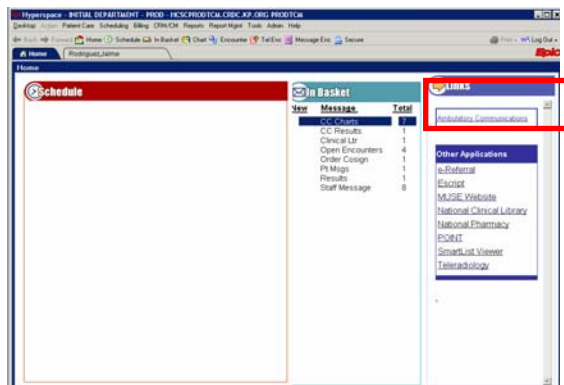 Hyperspace - INITIAL DEPARTMENT - PROD - HCSCPRODTCM.CRDC.KP.ORG PRODTCM
Desktop Action Patient Care Scheduling Billing CRM/CM Reports Report Mgmt Tools Admin Help
Back Forward Home Schedule In Basket Chart Encounter Tel Enc Message Enc Secure Print Log Out
Home Rodriguez,Jaime Epic
Home
Schedule
In Basket
New Message Total
CC Charts 7
CC Results 1
Clinical Ltr 1
Open Encounters 4
Order Cosign 1
Pt Msgs 1
Results 1
Staff Message 8
Links
Ambulatory Communications
Other Applications
e-Referral
Escript
MUSE Website
National Clinical Library
National Pharmacy
POINT
SmartList Viewer
Teleradiology